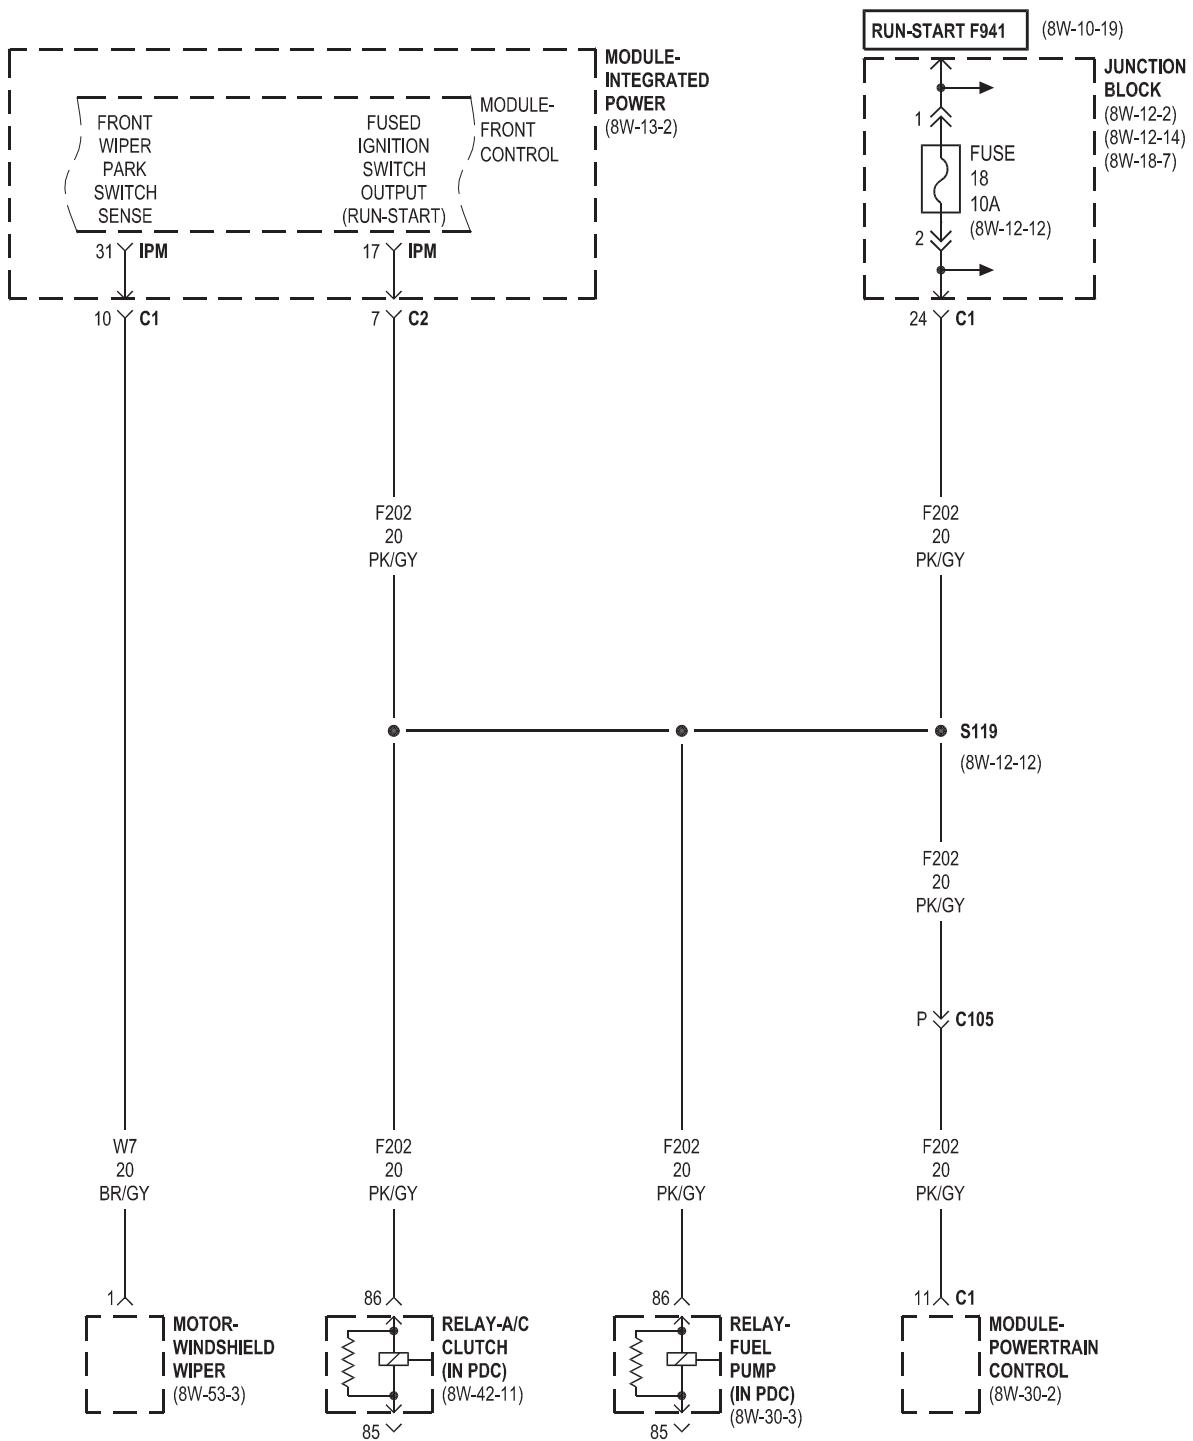 RUN-START F941 (8W-10-19)
MODULE-
INTEGRATED
POWER
(8W-13-2)
MODULE-
FRONT
CONTROL
FRONT
WIPER
PARK
SWITCH
SENSE
FUSED
IGNITION
SWITCH
OUTPUT
(RUN-START)
31 IPM
17 IPM
10 C1
7 C2
JUNCTION
BLOCK
(8W-12-2)
(8W-12-14)
(8W-18-7)
1
FUSE
18
10A
(8W-12-12)
2
24 C1
F202
20
PK/GY
F202
20
PK/GY
S119
(8W-12-12)
F202
20
PK/GY
P C105
W7
20
BR/GY
F202
20
PK/GY
F202
20
PK/GY
F202
20
PK/GY
1
MOTOR-
WINDSHIELD
WIPER
(8W-53-3)
86
RELAY-A/C
CLUTCH
(IN PDC)
(8W-42-11)
85
86
RELAY-
FUEL
PUMP
(IN PDC)
(8W-30-3)
85
11 C1
MODULE-
POWERTRAIN
CONTROL
(8W-30-2)